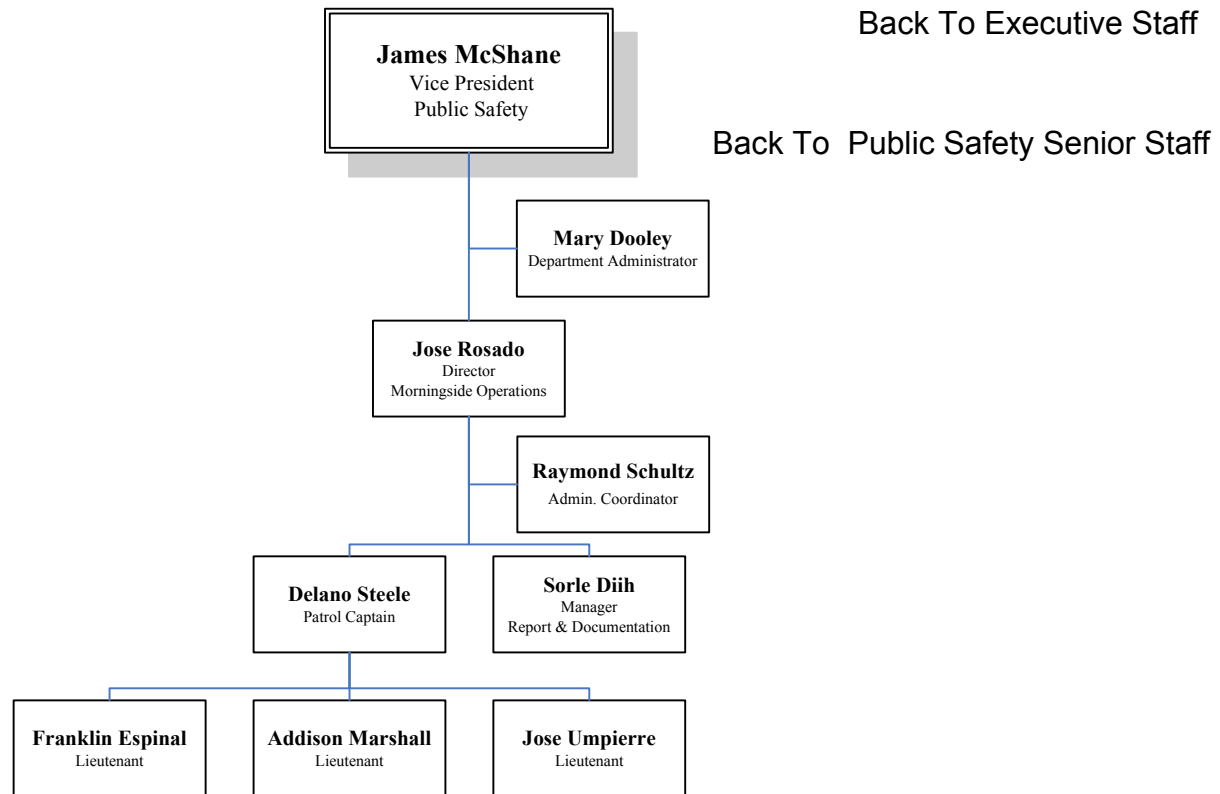 Back To Executive Staff
James McShane
Vice President
Public Safety
Back To Public Safety Senior Staff
Mary Dooley
Department Administrator
Jose Rosado
Director
Morningside Operations
Raymond Schultz
Admin. Coordinator
Delano Steele
Patrol Captain
Sorle Diih
Manager
Report & Documentation
Franklin Espinal
Lieutenant
Addison Marshall
Lieutenant
Jose Umpierre
Lieutenant